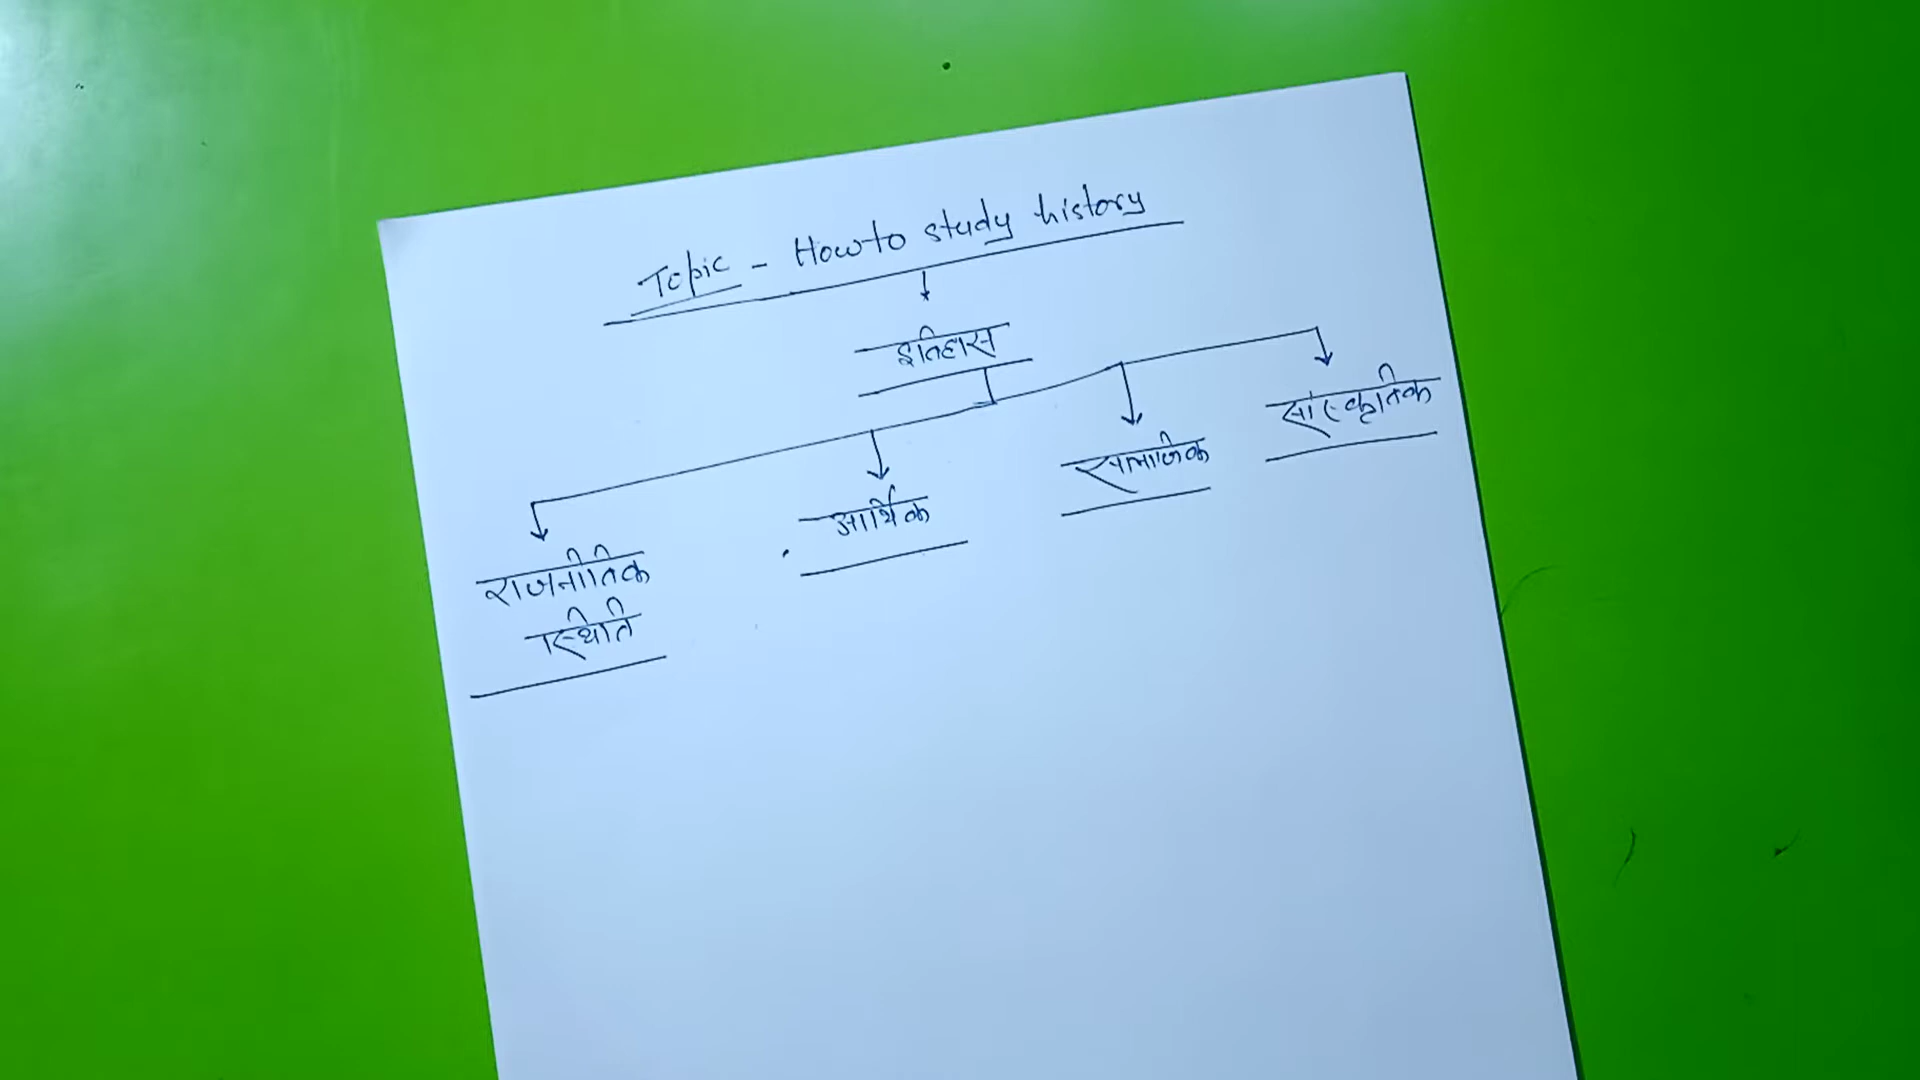 Topic - How to study history
इतिहास
राजनीतिक
स्थिति
आर्थिक
सामाजिक
सांस्कृतिक